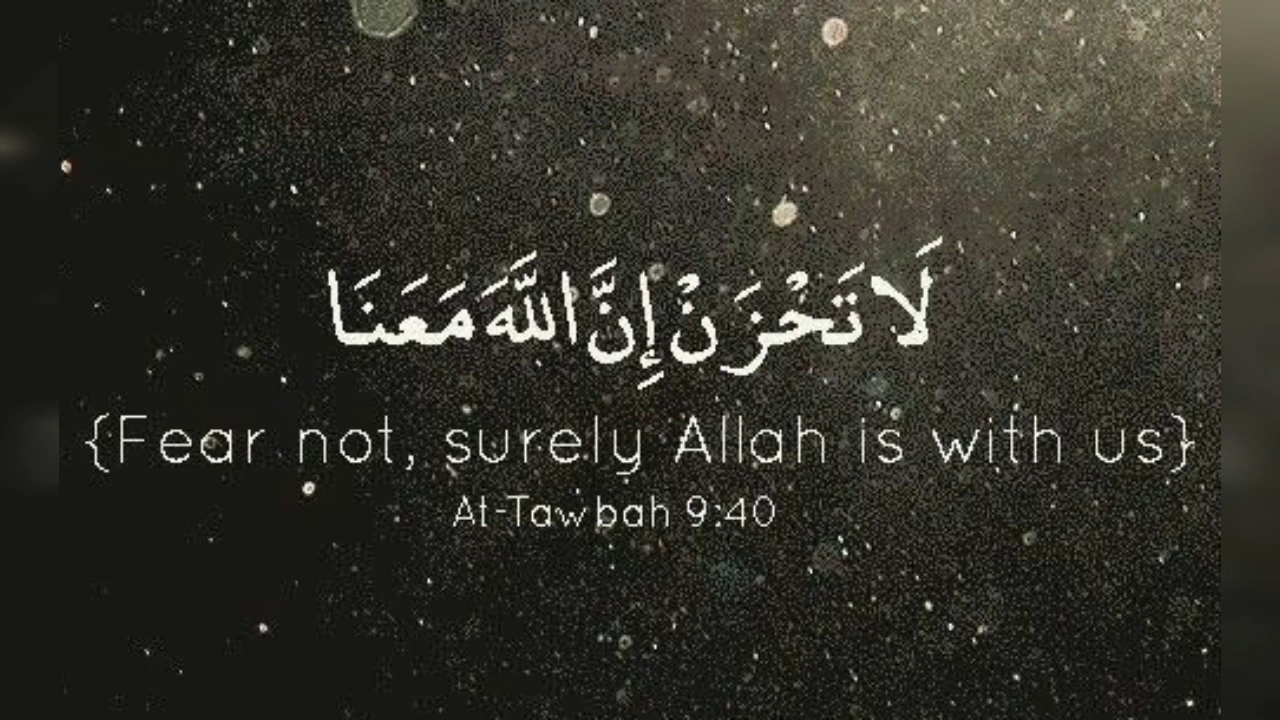 لَا تَحْزَنْ إِنَّ اللَّهَ مَعَنَا
{Fear not, surely Allah is with us}
At-Tawbah 9:40